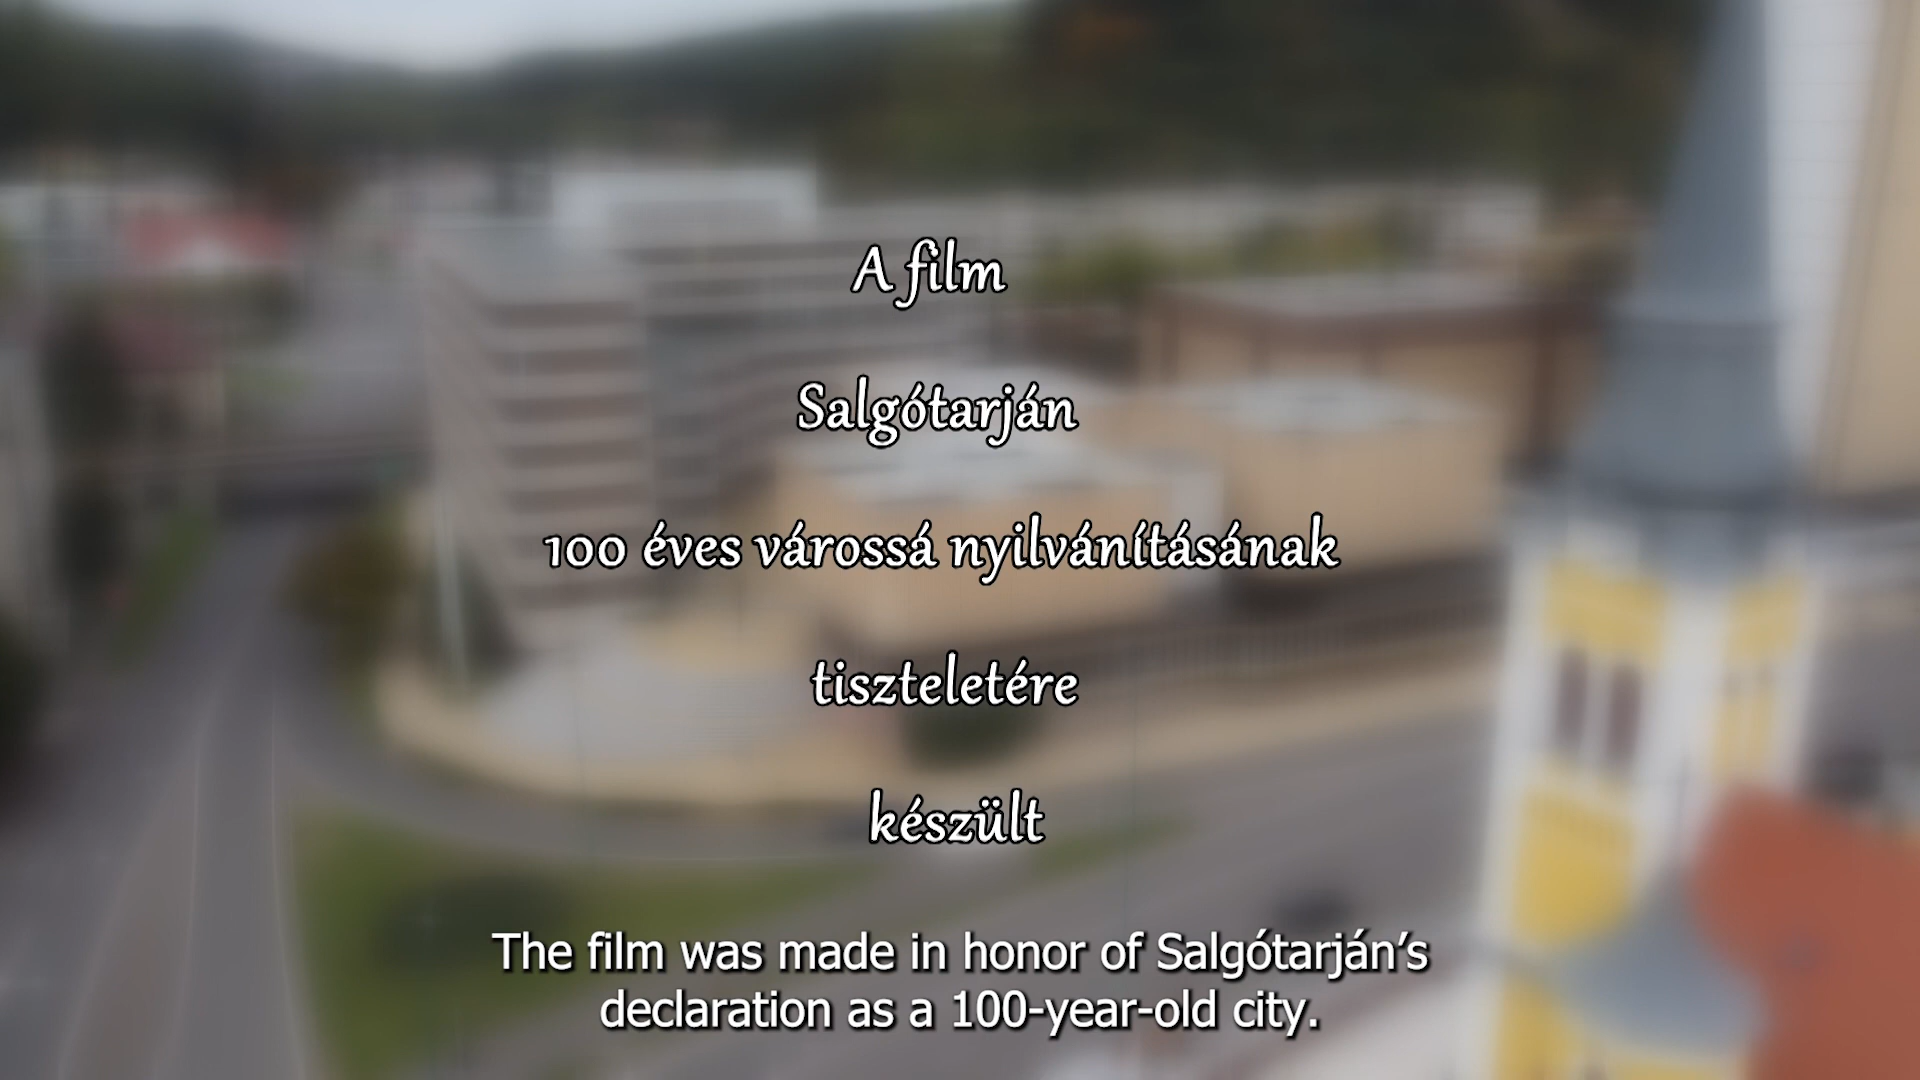 A film
Salgótarján
100 éves várossá nyilvánításának
tiszteletére
készült
The film was made in honor of Salgótarján’s
declaration as a 100-year-old city.